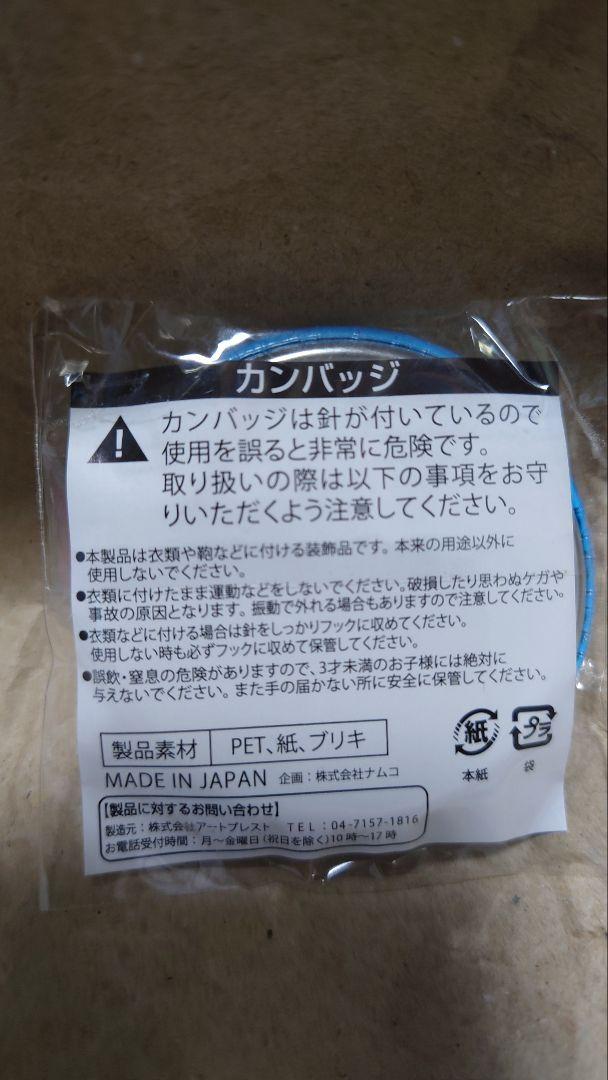 カンバッジ
カンバッジは針が付いているので
使用を誤ると非常に危険です。
取り扱いの際は以下の事項をお守
りいただくよう注意してください。
●本製品は衣類や鞄などに付ける装飾品です。本来の用途以外に
使用しないでください。
●衣類に付けたまま運動などをしないでください。破損したり思わぬケガや
事故の原因となります。振動で外れる場合もありますので注意してください。
●衣類などに付ける場合は針をしっかりフックに収めてください。
使用しない時も必ずフックに収めて保管してください。
●誤飲・窒息の危険がありますので、3才未満のお子様には絶対に
与えないでください。また手の届かない所に安全に保管してください。
製品素材 PET、紙、ブリキ
紙 プラ
本紙 袋
MADE IN JAPAN 企画：株式会社ナムコ
【製品に対するお問い合わせ】
製造元：株式会社アートプレスト TEL：04-7157-1816
お電話受付時間：月～金曜日（祝日を除く）10時～17時